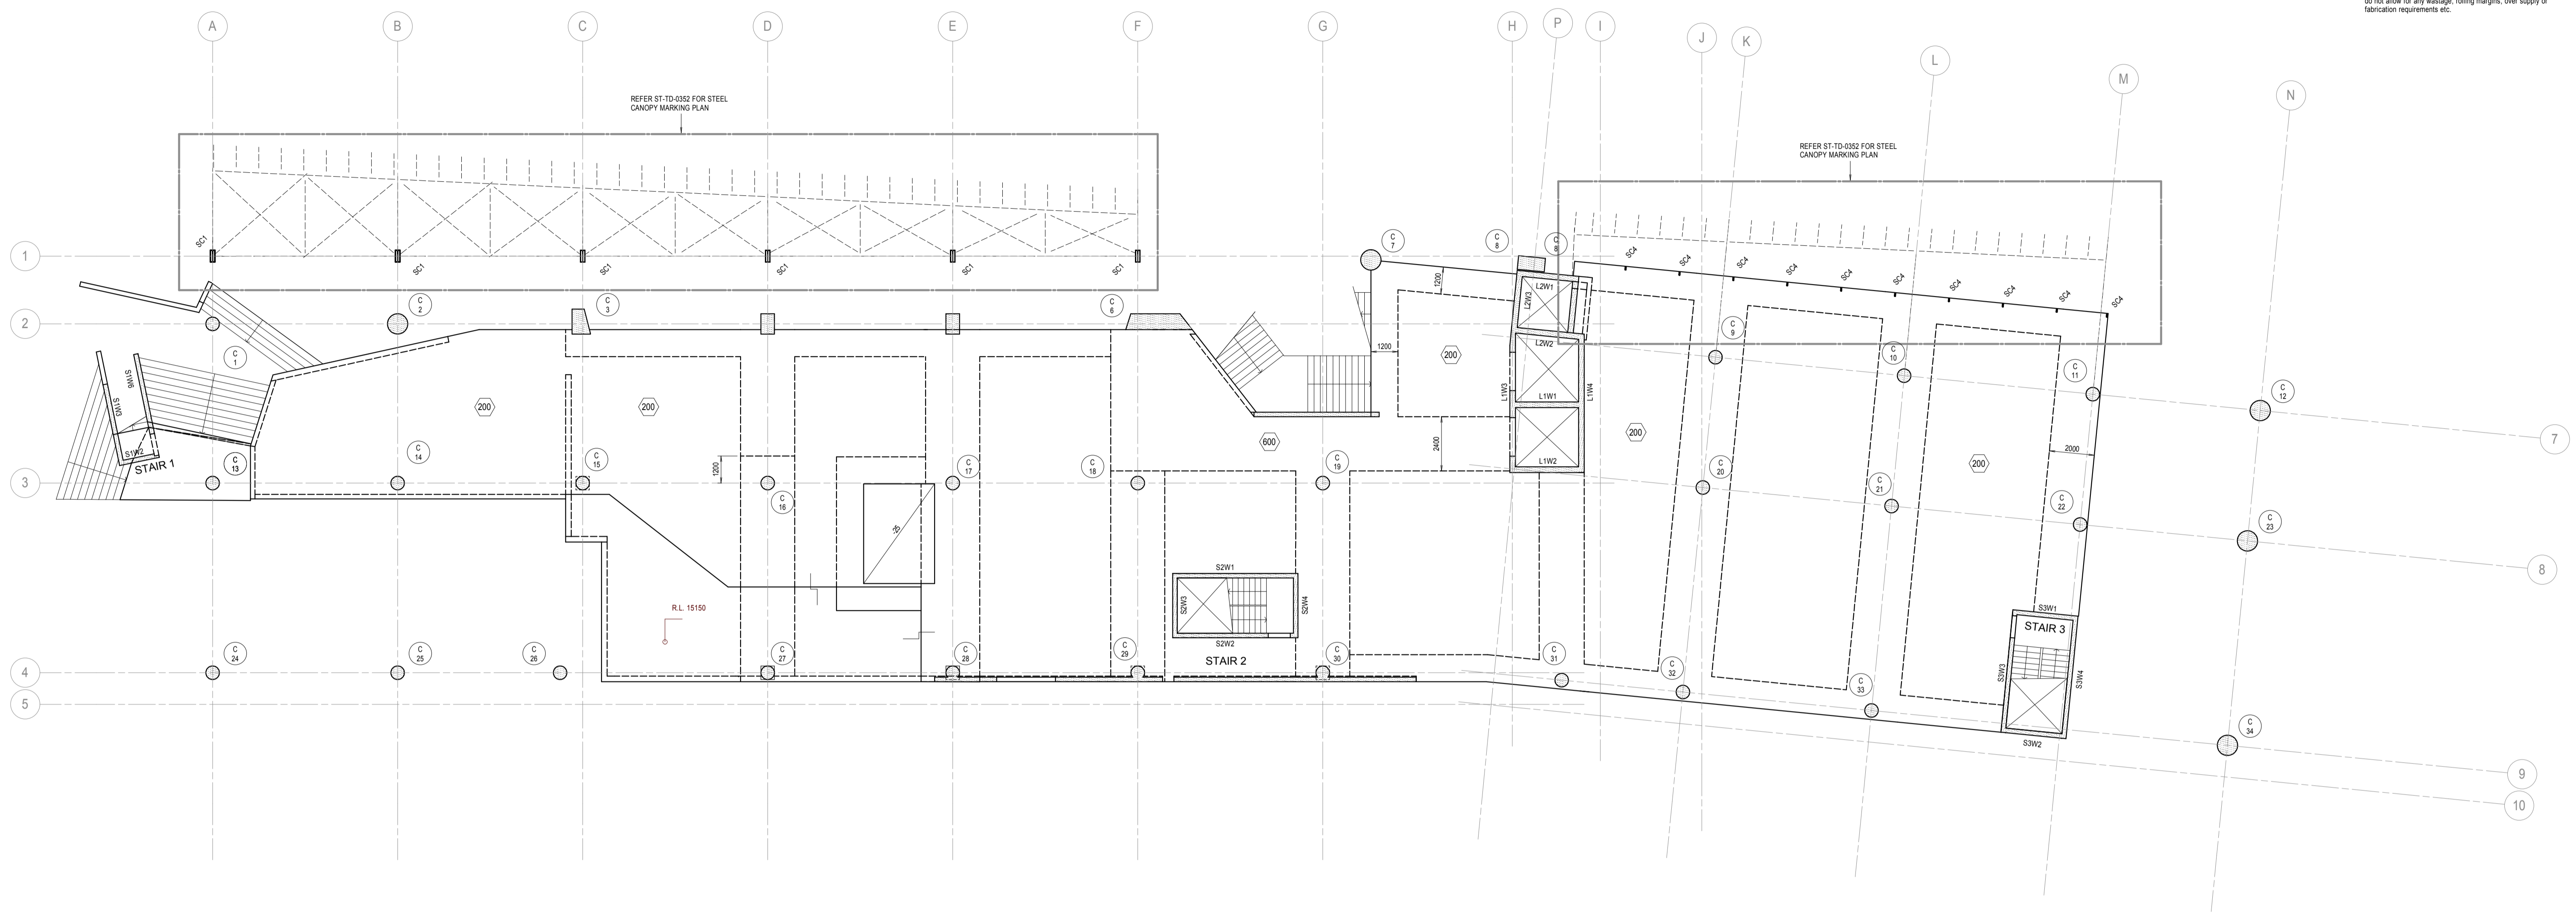 do not allow for any wastage, rolling margins, over supply or
fabrication requirements etc.
A
B
C
D
E
F
G
H
P
I
J
K
L
M
N
REFER ST-TD-0352 FOR STEEL
CANOPY MARKING PLAN
REFER ST-TD-0352 FOR STEEL
CANOPY MARKING PLAN
1
SC1
SC1
SC1
SC1
SC1
SC1
C
7
C
8
C
8
SC4
SC4
SC4
SC4
SC4
SC4
SC4
SC4
SC4
SC4
1200
L2W1
L2W3
L2W2
2
C
2
C
3
C
6
C
9
C
10
C
11
C
12
C
1
1200
200
S1W6
S1W3
200
200
L1W3
L1W1
L1W4
600
2400
200
7
S1W2
STAIR 1
C
13
C
14
C
15
1200
C
17
C
18
C
19
L1W2
2000
200
3
C
16
C
20
C
21
C
22
C
23
-25
8
S2W1
S2W3
S2W4
S2W2
STAIR 2
R.L. 15150
S3W1
STAIR 3
S3W3
S3W4
S3W2
4
C
24
C
25
C
26
C
27
C
28
C
29
C
30
C
31
C
32
C
33
C
34
5
9
10